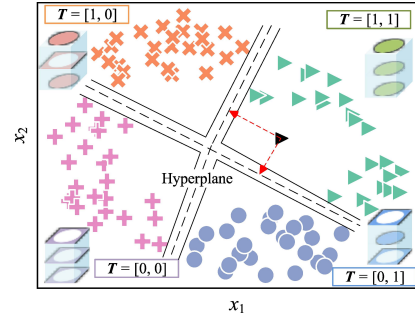 T = [1, 0]
T = [1, 1]
x2
Hyperplane
T = [0, 0]
T = [0, 1]
x1